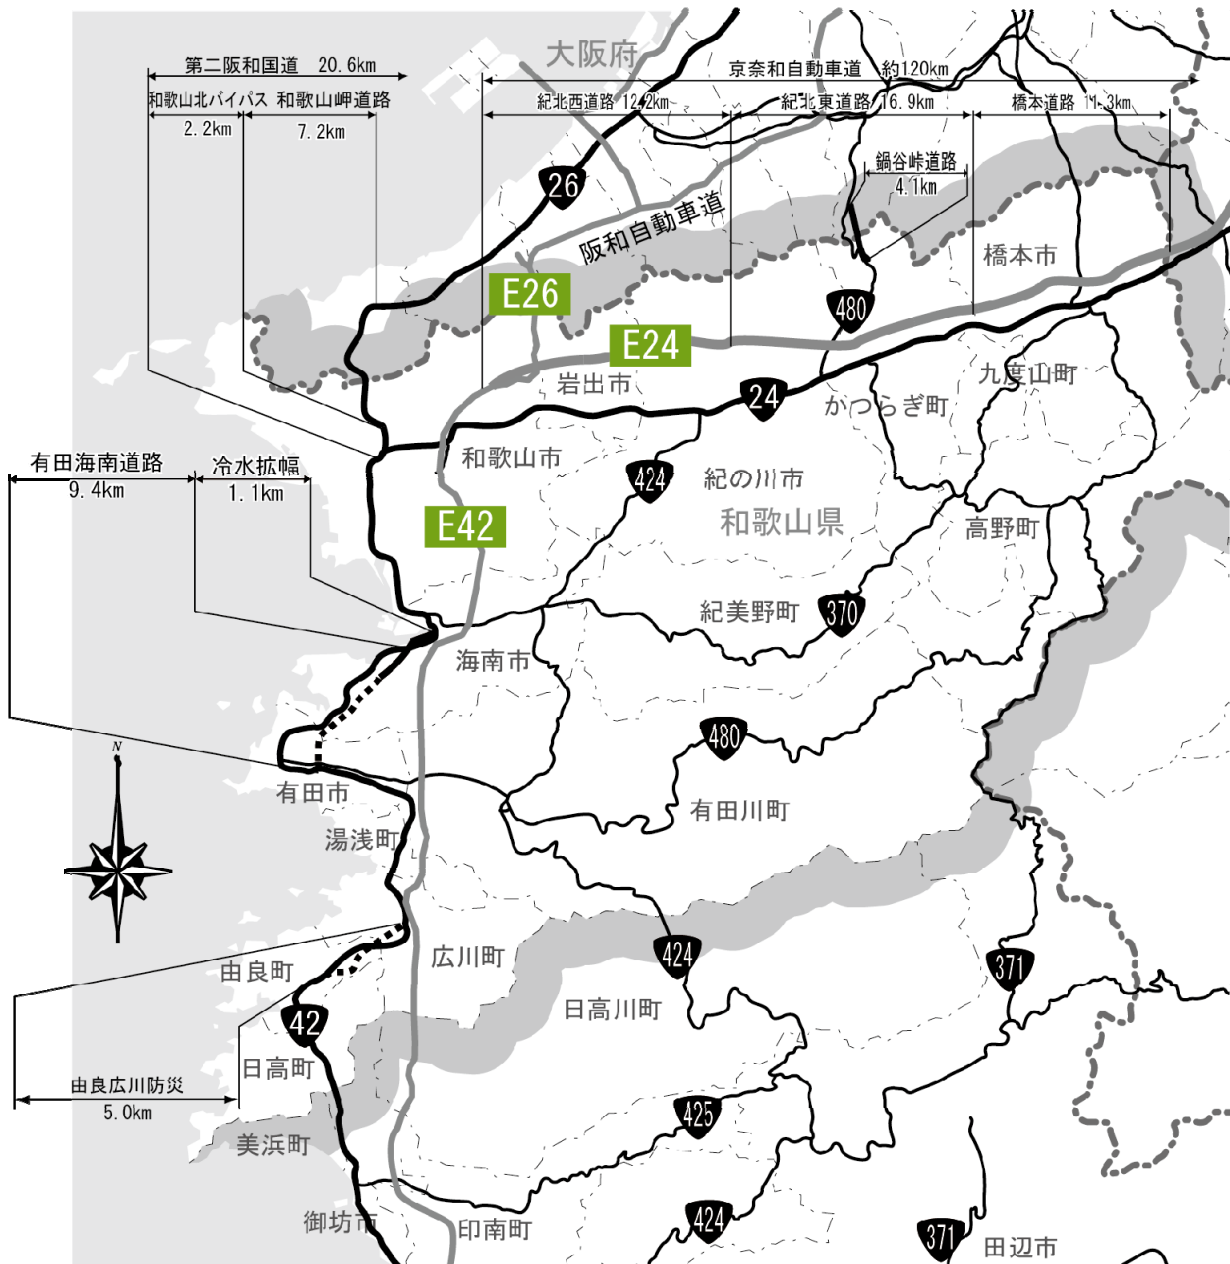 大阪府
第二阪和国道 20.6km
京奈和自動車道 約120km
和歌山北バイパス 和歌山岬道路
2.2km 7.2km
紀北西道路 12.2km 紀北東道路 16.9km 橋本道路 11.3km
鍋谷峠道路
4.1km
26
阪和自動車道
橋本市
E26
480
E24
岩出市
24
九度山町
かつらぎ町
有田海南道路 冷水拡幅
9.4km 1.1km
和歌山市
424
紀の川市
和歌山県
E42
高野町
紀美野町
370
海南市
N
480
有田市
有田川町
湯浅町
広川町
424
371
由良町
42
日高川町
日高町
由良広川防災
5.0km
425
美浜町
御坊市
印南町
424
371
田辺市